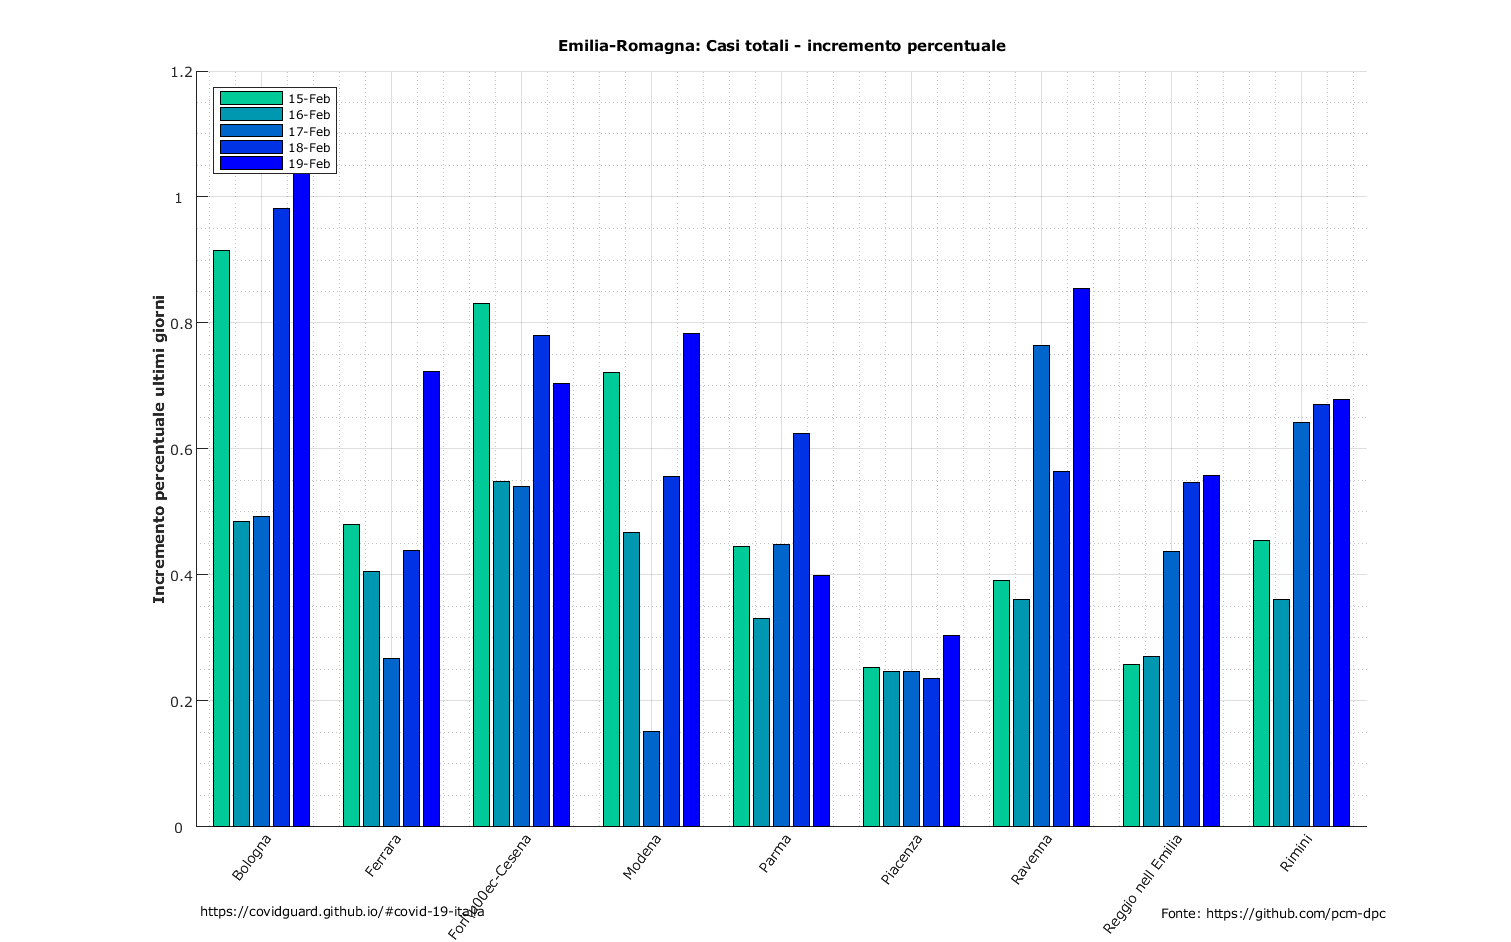 Emilia-Romagna: Casi totali - incremento percentuale
Incremento percentuale ultimi giorni
1.2
1
0.8
0.6
0.4
0.2
0
15-Feb
16-Feb
17-Feb
18-Feb
19-Feb
Bologna
Ferrara
Modena
Parma
Piacenza
Ravenna
Reggio nell Emilia
Rimini
https://covidguard.github.io/#covid-19-italia
Fonte: https://github.com/pcm-dpc